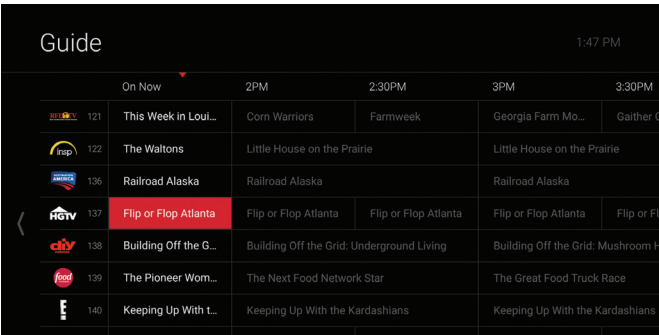 Guide
1:47 PM
On Now 2PM 2:30PM 3PM 3:30PM
RFD TV 121 This Week in Loui... Corn Warriors Farmweek Georgia Farm Mo... Gaither
insp 122 The Waltons Little House on the Prairie Little House on the Prairie
DESTINATION AMERICA 136 Railroad Alaska Railroad Alaska Railroad Alaska
HGTV 137 Flip or Flop Atlanta Flip or Flop Atlanta Flip or Flop Atlanta Flip or Flop Atlanta Flip or Fl
diy 138 Building Off the G... Building Off the Grid: Underground Living Building Off the Grid: Mushroom H
food 139 The Pioneer Wom... The Next Food Network Star The Great Food Truck Race
E 140 Keeping Up With t... Keeping Up With the Kardashians Keeping Up With the Kardashians